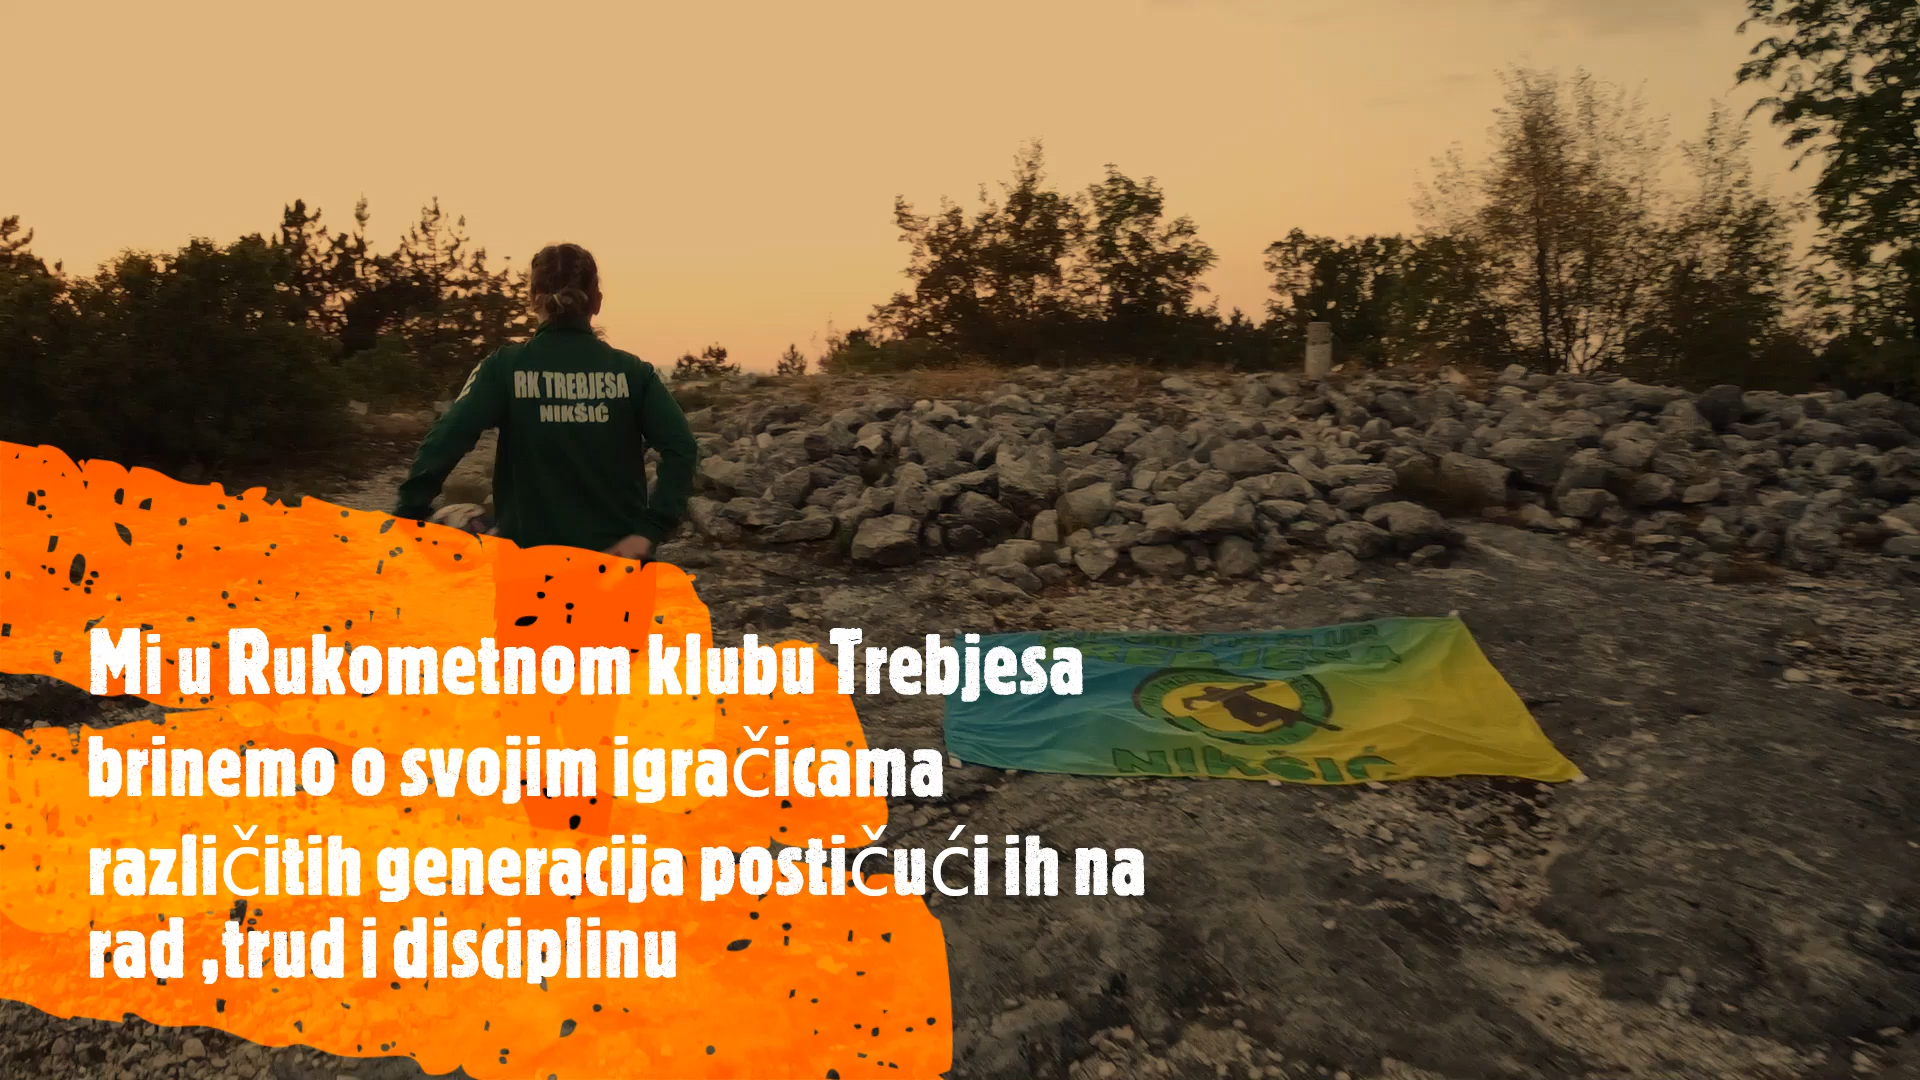 RK TREBJESA
NIKŠIĆ
Mi u Rukometnom klubu Trebjesa
brinemo o svojim igračicama
različitih generacija postičući ih na
rad ,trud i disciplinu
NIKŠIĆ